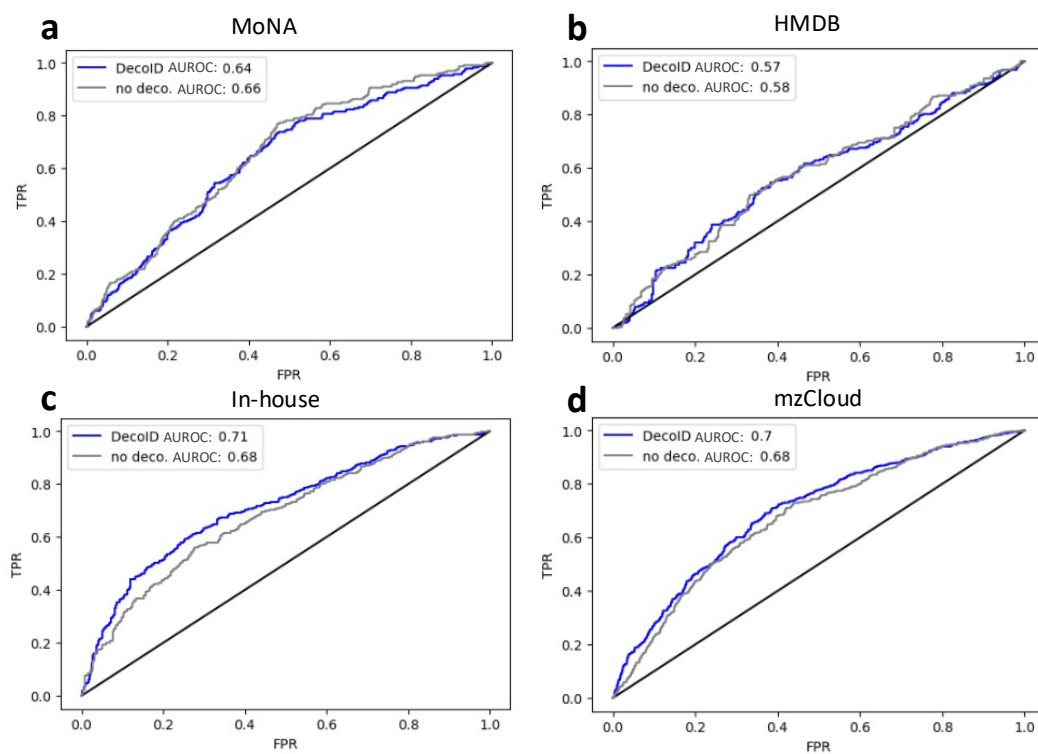 a
MoNA
DecoID AUROC: 0.64
no deco. AUROC: 0.66
1.0
0.8
0.6
0.4
0.2
0.0
TPR
0.0 0.2 0.4 0.6 0.8 1.0
FPR
b
HMDB
DecoID AUROC: 0.57
no deco. AUROC: 0.58
1.0
0.8
0.6
0.4
0.2
0.0
TPR
0.0 0.2 0.4 0.6 0.8 1.0
FPR
c
In-house
DecoID AUROC: 0.71
no deco. AUROC: 0.68
1.0
0.8
0.6
0.4
0.2
0.0
TPR
0.0 0.2 0.4 0.6 0.8 1.0
FPR
d
mzCloud
DecoID AUROC: 0.7
no deco. AUROC: 0.68
1.0
0.8
0.6
0.4
0.2
0.0
TPR
0.0 0.2 0.4 0.6 0.8 1.0
FPR